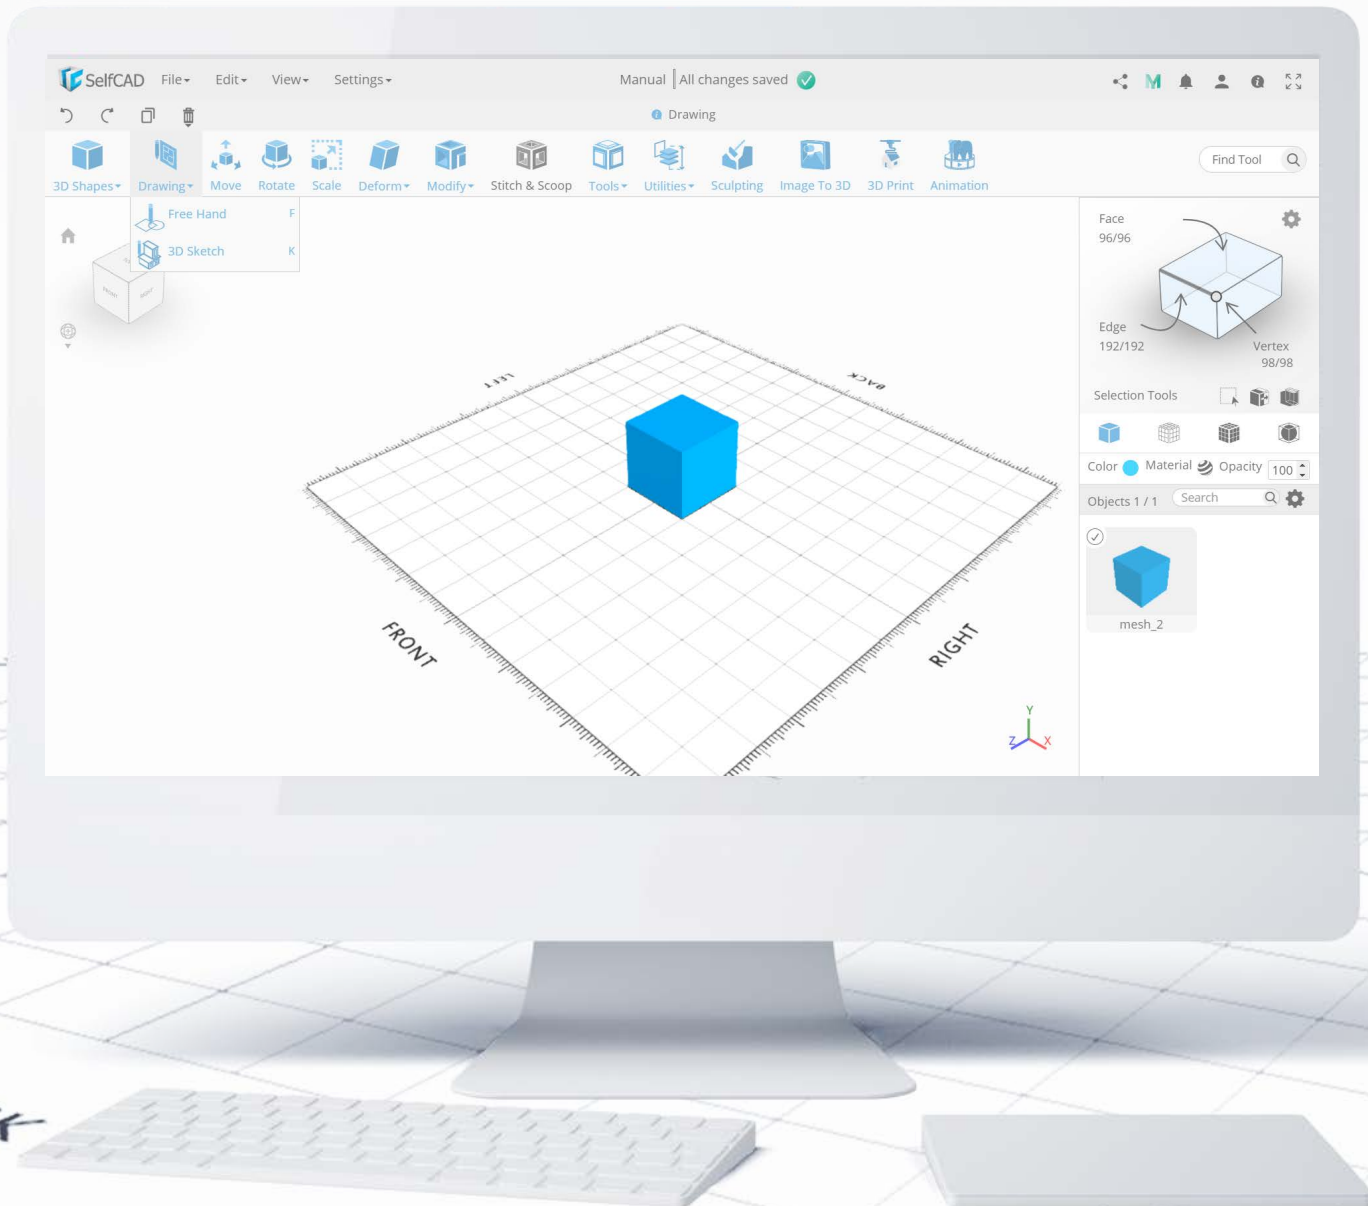 SelfCAD File Edit View Settings Manual All changes saved
Drawing
3D Shapes Drawing Move Rotate Scale Deform Modify Stitch & Scoop Tools Utilities Sculpting Image To 3D 3D Print Animation Find Tool
Free Hand F
3D Sketch K
FRONT RIGHT
Face
96/96
Edge
192/192
Vertex
98/98
Selection Tools
Color Material Opacity 100
Objects 1 / 1 Search
mesh_2
LEFT BACK
FRONT RIGHT
Y
Z X